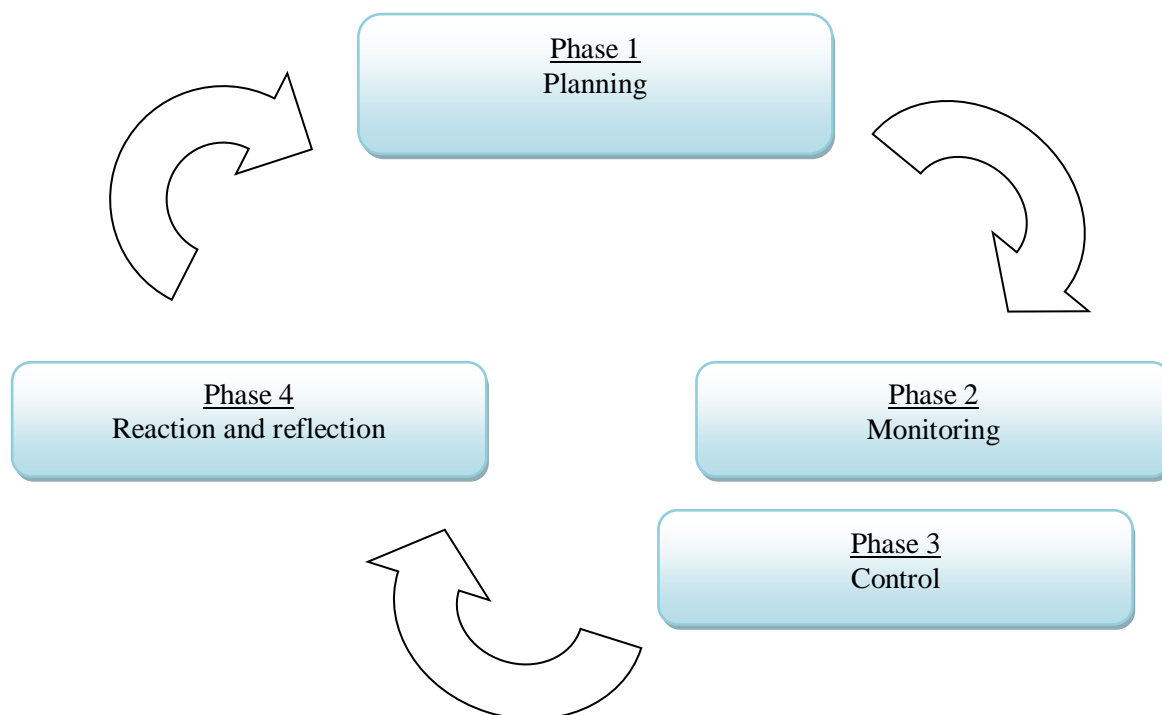 Phase 1
Planning
Phase 2
Monitoring
Phase 3
Control
Phase 4
Reaction and reflection